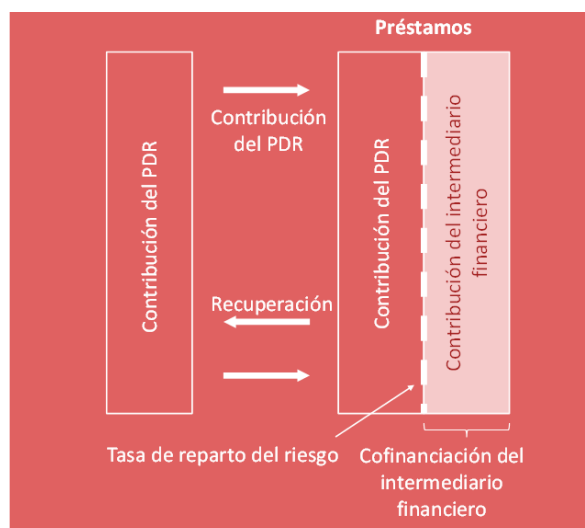 Préstamos
Contribución del PDR
Contribución
del PDR
Contribución del PDR
Contribución del intermediario
financiero
Recuperación
Tasa de reparto del riesgo
Cofinanciación del
intermediario
financiero